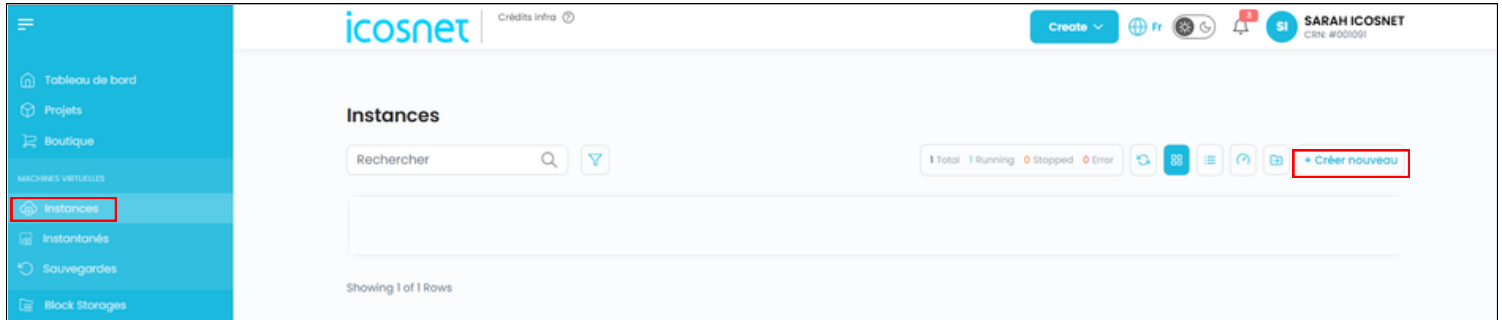 icosnet
Crédits infra
Create
Fr
3
SI
SARAH ICOSNET
CRN: #001091
Tableau de bord
Projets
Boutique
MACHINES VIRTUELLES
Instances
Instantanés
Sauvegardes
Block Storages
Instances
Rechercher
1 Total 1 Running 0 Stopped 0 Error
+ Créer nouveau
Showing 1 of 1 Rows